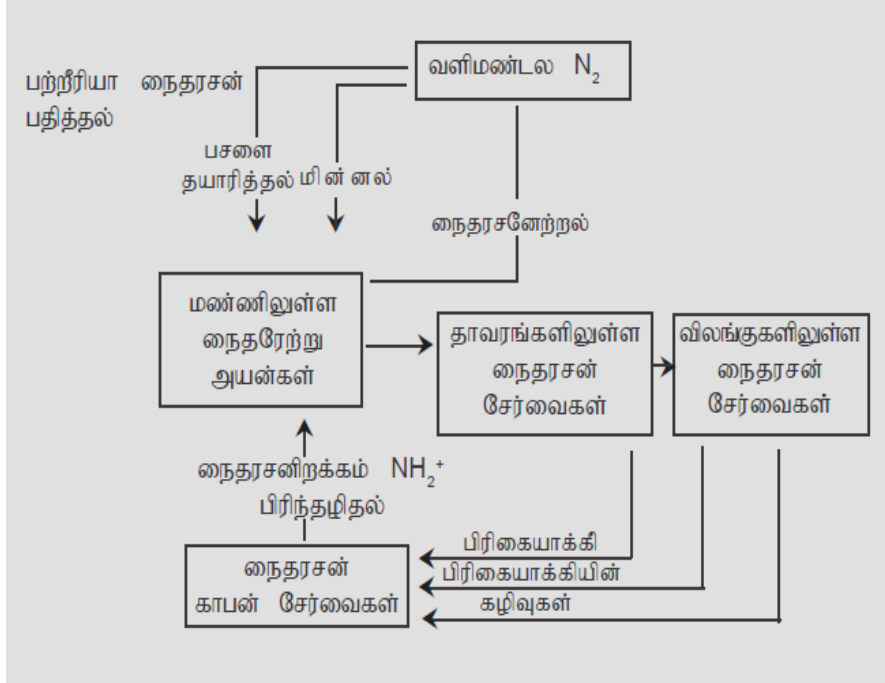 வளிமண்டல N₂
பற்றீரியா நைதரசன்
பதித்தல்
பசளை
தயாரித்தல் மின்னல்
நைதரசனேற்றல்
மண்ணிலுள்ள
நைதரேற்று
அயன்கள்
தாவரங்களிலுள்ள
நைதரசன்
சேர்வைகள்
விலங்குகளிலுள்ள
நைதரசன்
சேர்வைகள்
நைதரசனிறக்கம் NH₂⁺
பிரிந்தழிதல்
நைதரசன்
காபன் சேர்வைகள்
பிரிகையாக்கி
பிரிகையாக்கியின்
கழிவுகள்